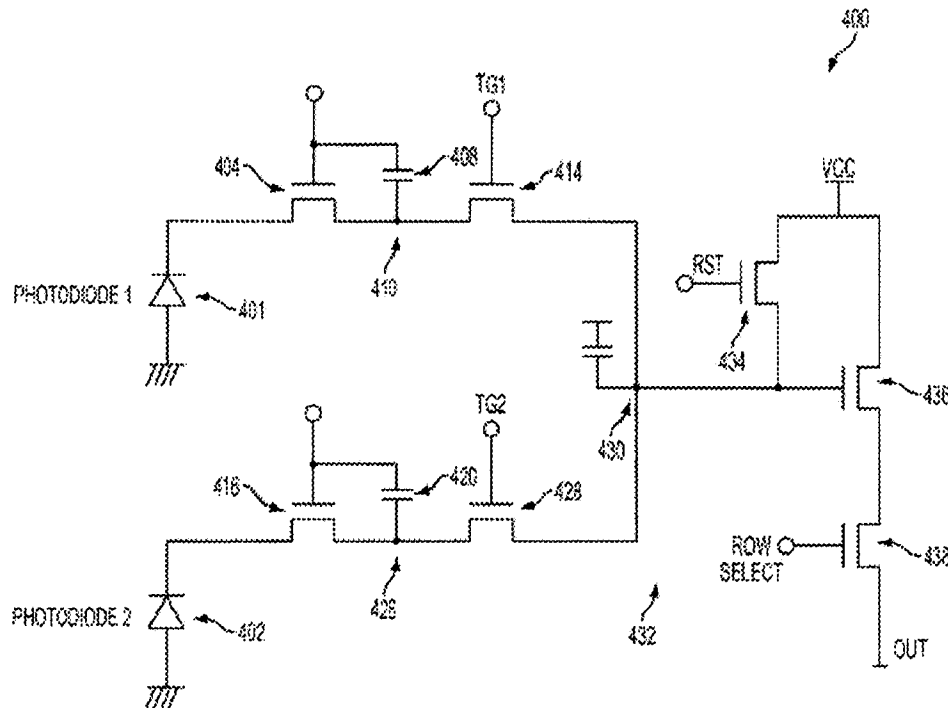 400
TG1
404
408
414
VCC
RST
410
PHOTODIODE 1
401
434
436
430
TG2
416
420
428
ROW
SELECT
438
426
PHOTODIODE 2
402
432
OUT